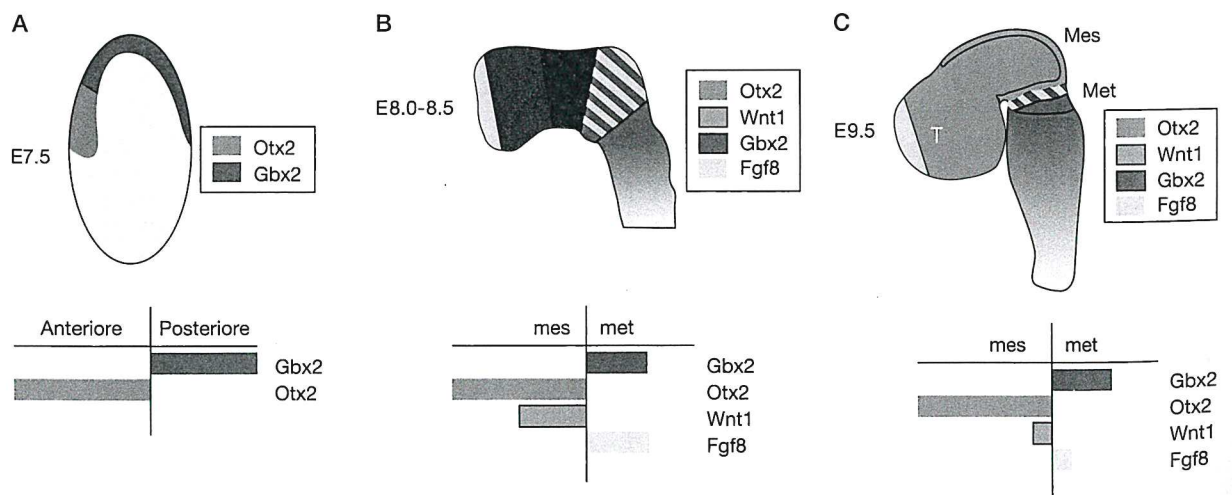 A
E7.5
Otx2
Gbx2
Anteriore Posteriore
Gbx2
Otx2
B
E8.0-8.5
Otx2
Wnt1
Gbx2
Fgf8
mes met
Gbx2
Otx2
Wnt1
Fgf8
C
Mes
Met
E9.5
T
Otx2
Wnt1
Gbx2
Fgf8
mes met
Gbx2
Otx2
Wnt1
Fgf8